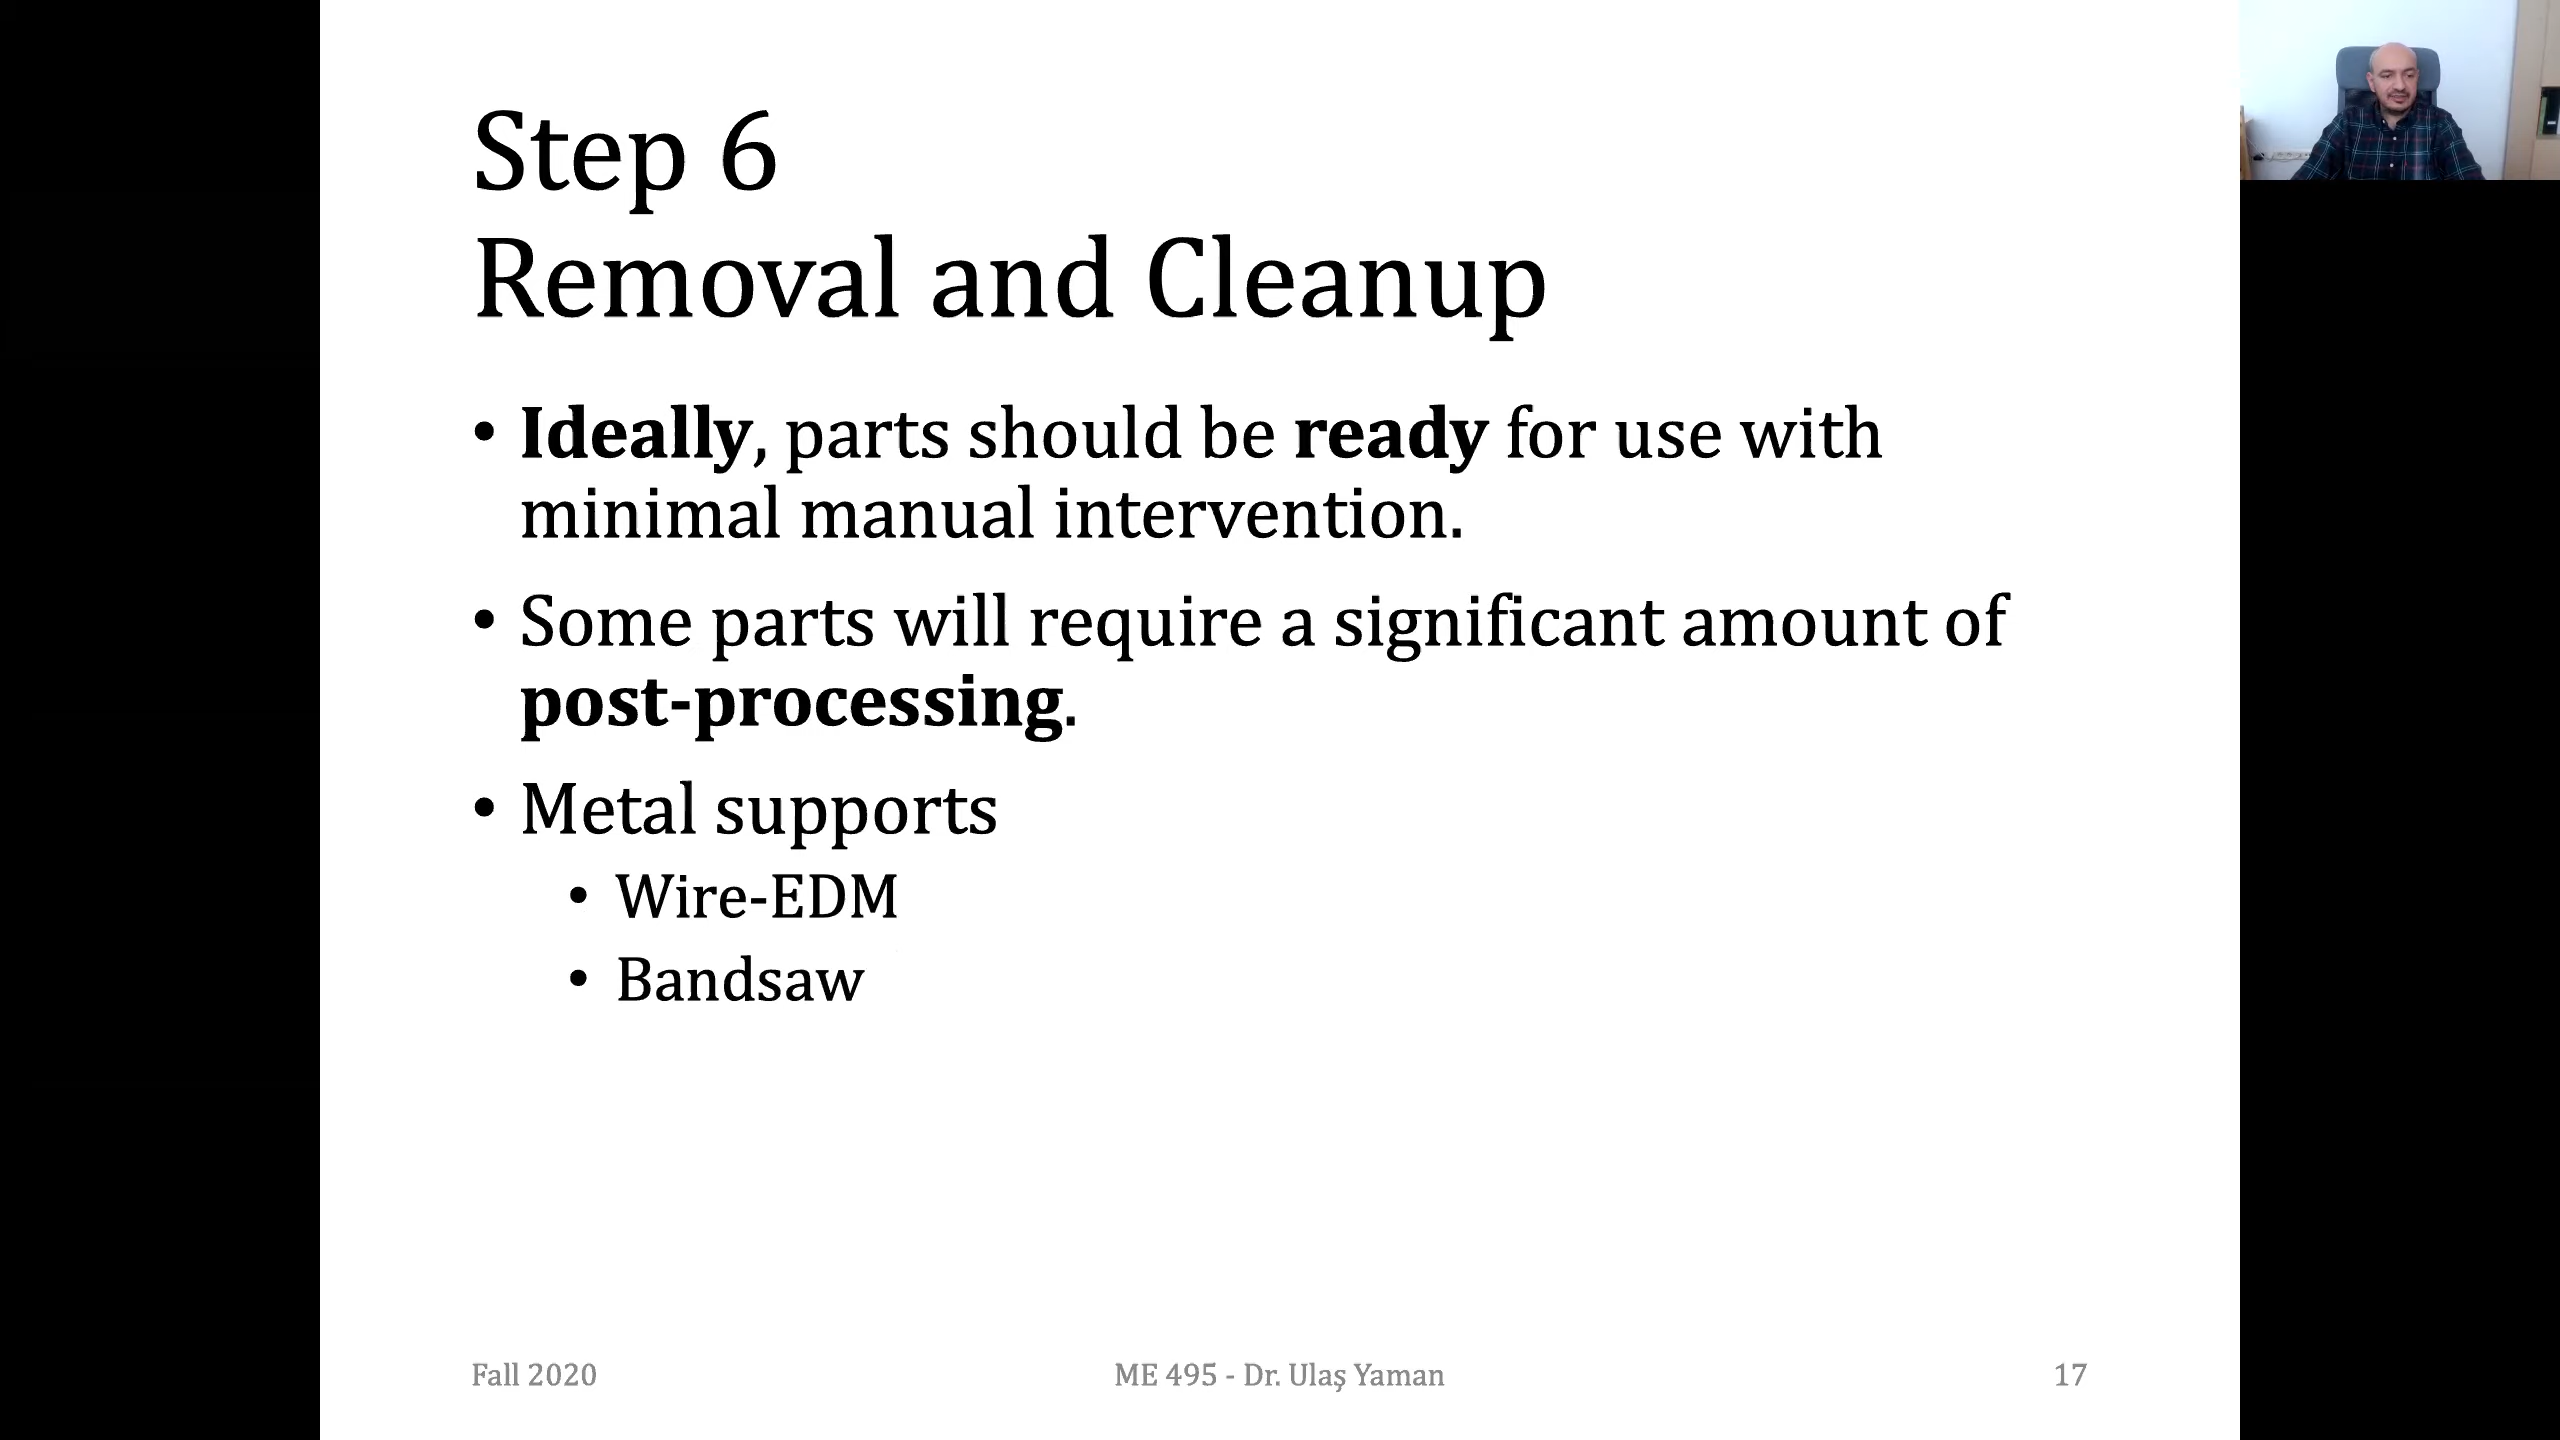 Step 6
Removal and Cleanup
• Ideally, parts should be ready for use with
minimal manual intervention.
• Some parts will require a significant amount of
post-processing.
• Metal supports
• Wire-EDM
• Bandsaw
Fall 2020
ME 495 - Dr. Ulaş Yaman
17